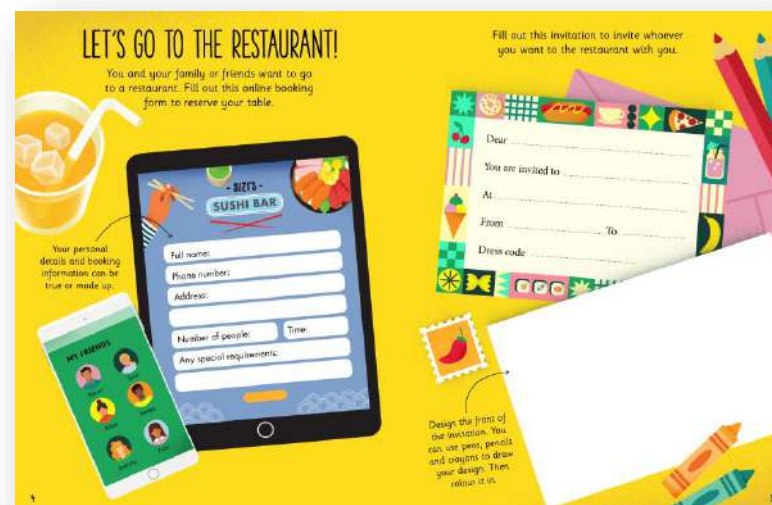 LET'S GO TO THE RESTAURANT!
You and your family or friends want to go
to a restaurant. Fill out this online booking
form to reserve your table.
- SUZI'S -
SUSHI BAR
Full name:
Phone number:
Address:
Number of people:
Time:
Any special requirements:
Your personal
details and booking
information can be
true or made up.
MY FRIENDS
4
Fill out this invitation to invite whoever
you want to the restaurant with you.
Dear
You are invited to
At
From To
Dress code
Design the front of
the invitation. You
can use pens, pencils
and crayons to draw
your design. Then
colour it in.